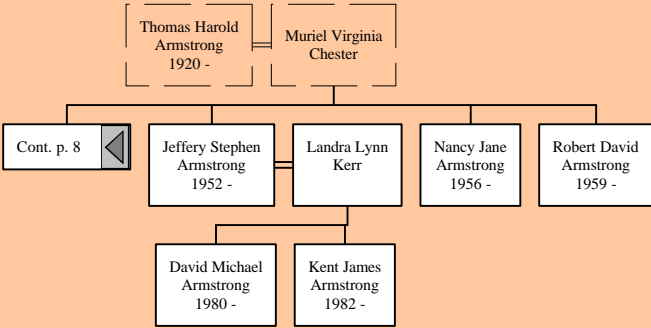 Thomas Harold
Armstrong
1920 -
Muriel Virginia
Chester
Cont. p. 8
Jeffery Stephen
Armstrong
1952 -
Landra Lynn
Kerr
Nancy Jane
Armstrong
1956 -
Robert David
Armstrong
1959 -
David Michael
Armstrong
1980 -
Kent James
Armstrong
1982 -